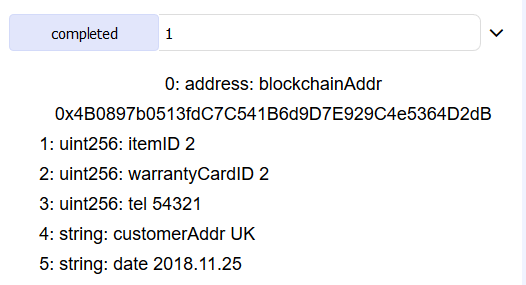 completed 1
0: address: blockchainAddr
0x4B0897b0513fdC7C541B6d9D7E929C4e5364D2dB
1: uint256: itemID 2
2: uint256: warrantyCardID 2
3: uint256: tel 54321
4: string: customerAddr UK
5: string: date 2018.11.25